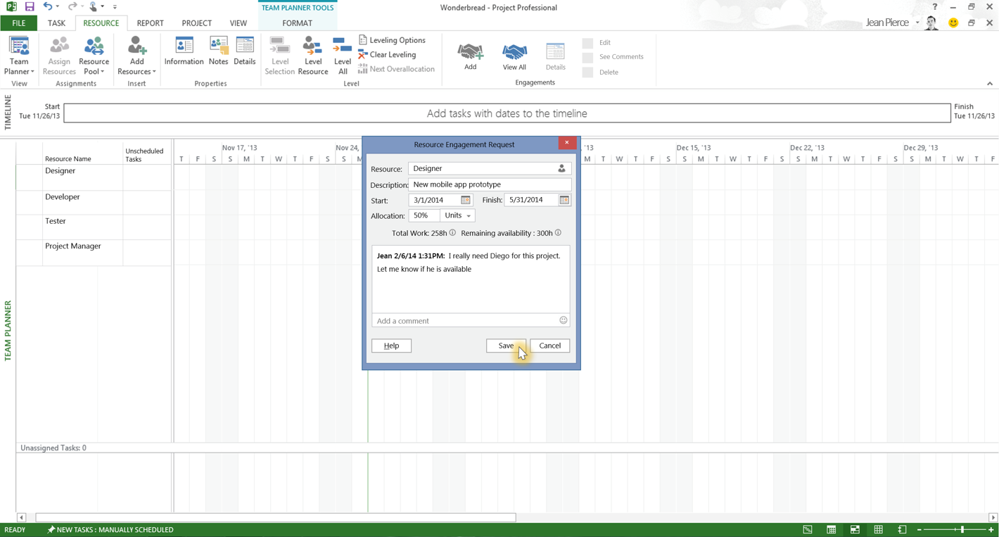 TEAM PLANNER TOOLS
Wonderbread - Project Professional
?
FILE TASK RESOURCE REPORT PROJECT VIEW FORMAT
Jean Pierce
Team Planner
Assign Resources
Resource Pool
Add Resources
Information Notes Details
Level Selection
Level Resource
Level All
Leveling Options
Clear Leveling
Next Overallocation
Add View All Details
Edit
See Comments
Delete
View Assignments Insert Properties Level Engagements
TIMELINE
Start
Tue 11/26/13
Add tasks with dates to the timeline
Finish
Tue 11/26/13
Resource Name
Unscheduled
Tasks
Nov 17, '13 Nov 24, '13 Dec 15, '13 Dec 22, '13 Dec 29, '13
T F S S M T W T F S S M M T W T F S S M T W T F S S M T W T F S S M T W T F
Designer
Developer
Tester
Project Manager
TEAM PLANNER
Resource Engagement Request
Resource: Designer
Description: New mobile app prototype
Start: 3/1/2014 Finish: 5/31/2014
Allocation: 50% Units
Total Work: 258h Remaining availability : 300h
Jean 2/6/14 1:31PM: I really need Diego for this project.
Let me know if he is available
Add a comment
Help Save Cancel
Unassigned Tasks: 0
READY NEW TASKS : MANUALLY SCHEDULED